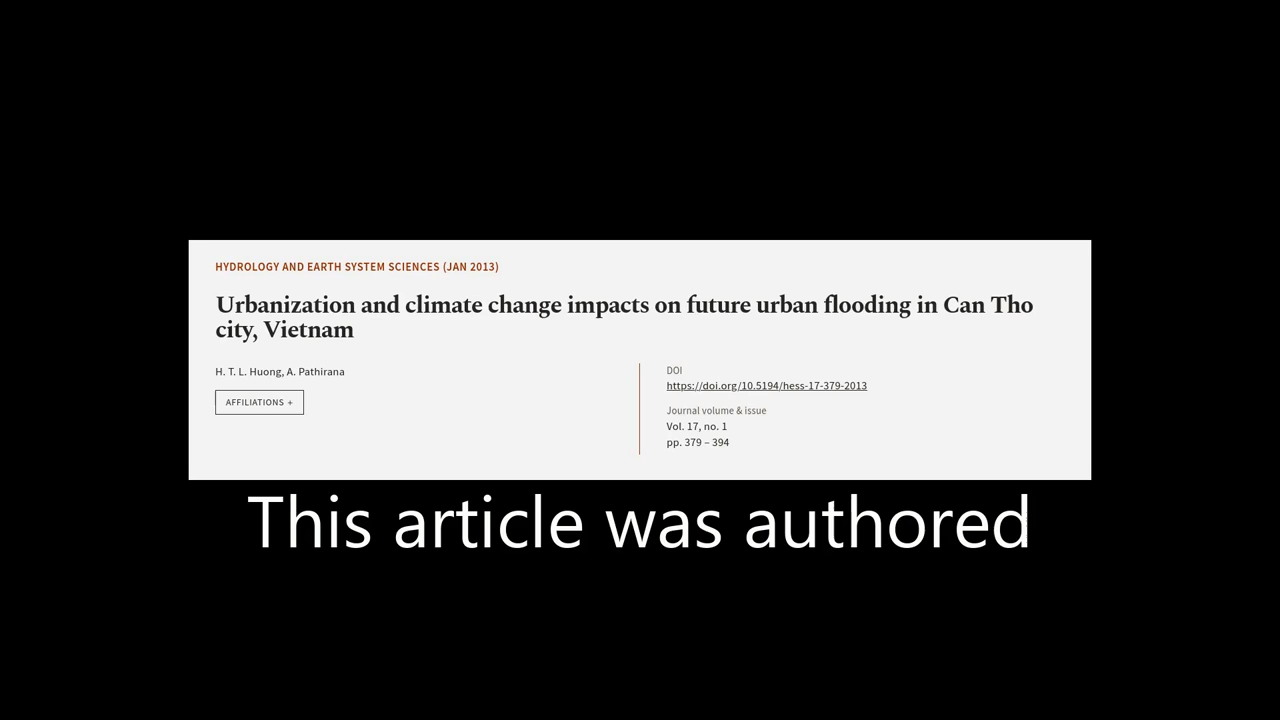 HYDROLOGY AND EARTH SYSTEM SCIENCES (JAN 2013)
Urbanization and climate change impacts on future urban flooding in Can Tho
city, Vietnam
H. T. L. Huong, A. Pathirana
AFFILIATIONS +
DOI
https://doi.org/10.5194/hess-17-379-2013
Journal volume & issue
Vol. 17, no. 1
pp. 379 – 394
This article was authored